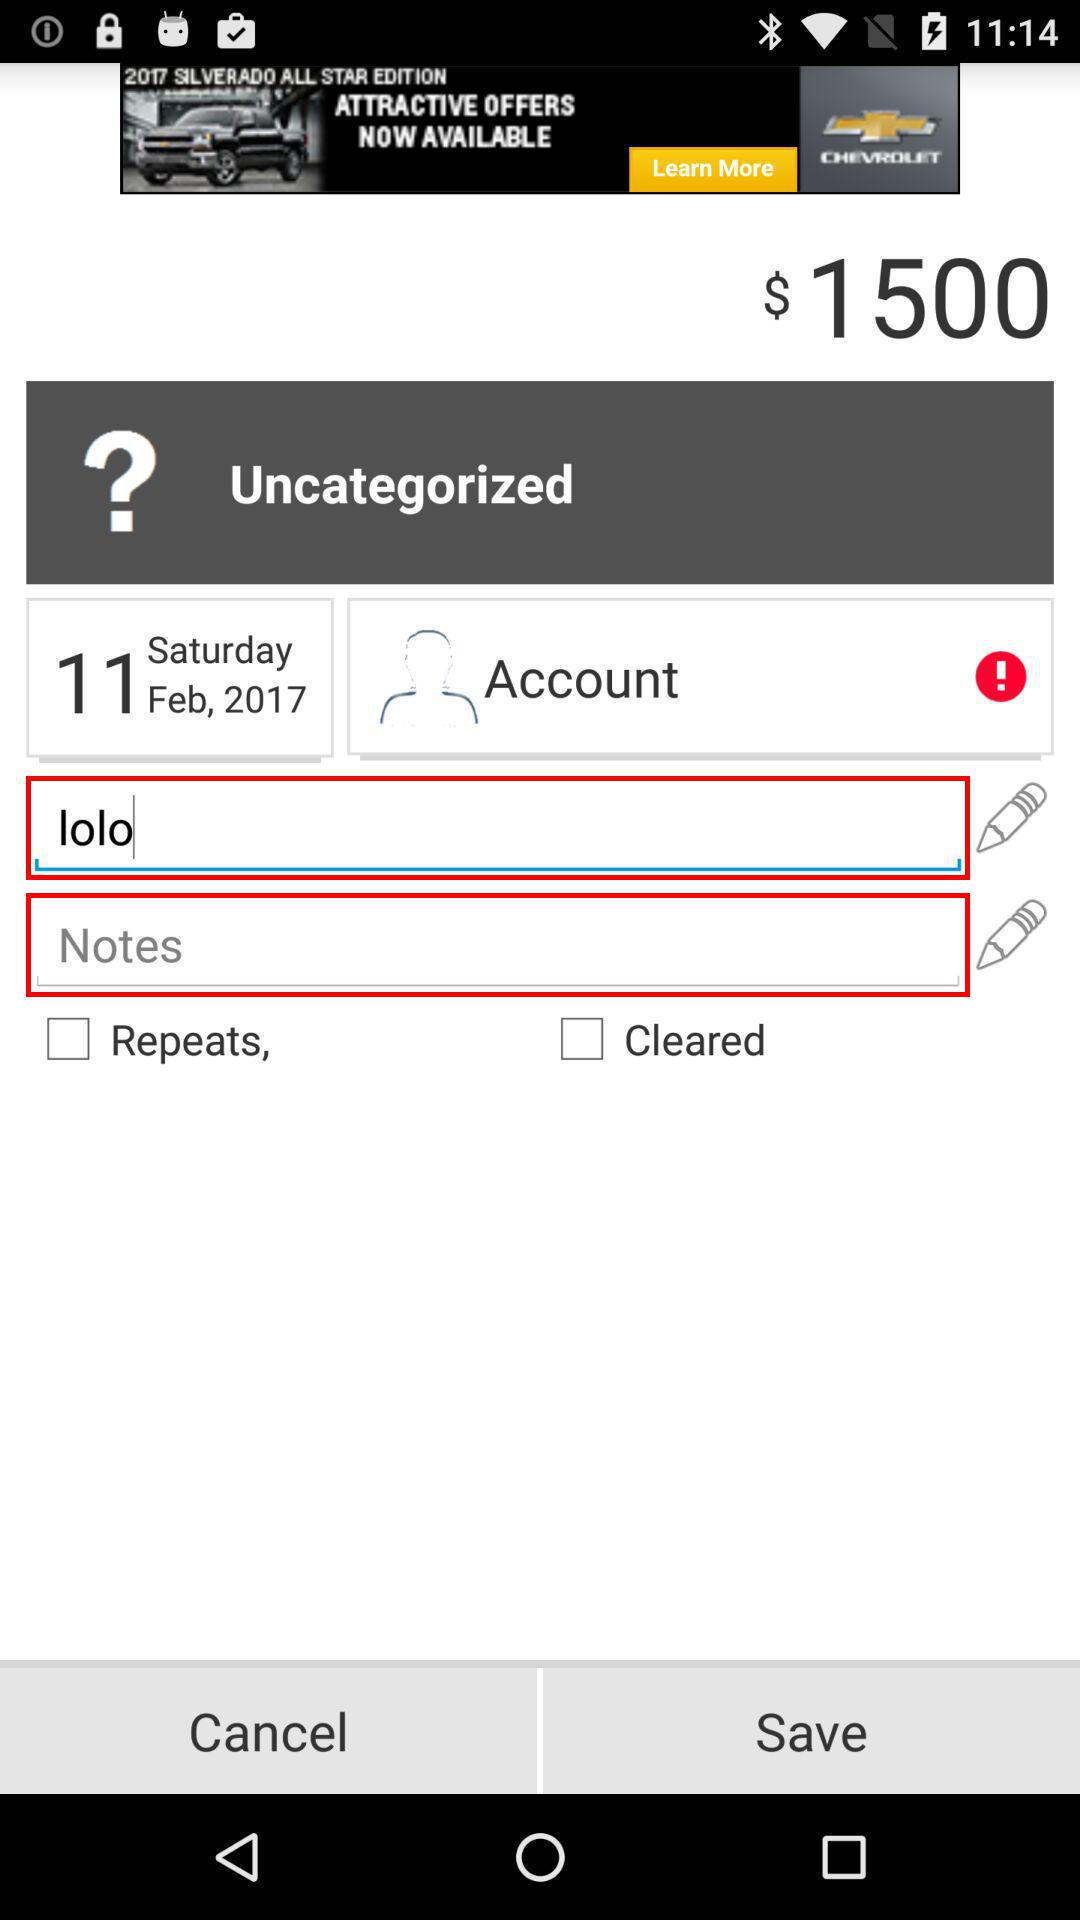 11:14
2017 SILVERADO ALL STAR EDITION
ATTRACTIVE OFFERS
NOW AVAILABLE
Learn More
CHEVROLET
$ 1500
? Uncategorized
11 Saturday
Feb, 2017
Account
lolo
Notes
Repeats,
Cleared
Cancel
Save